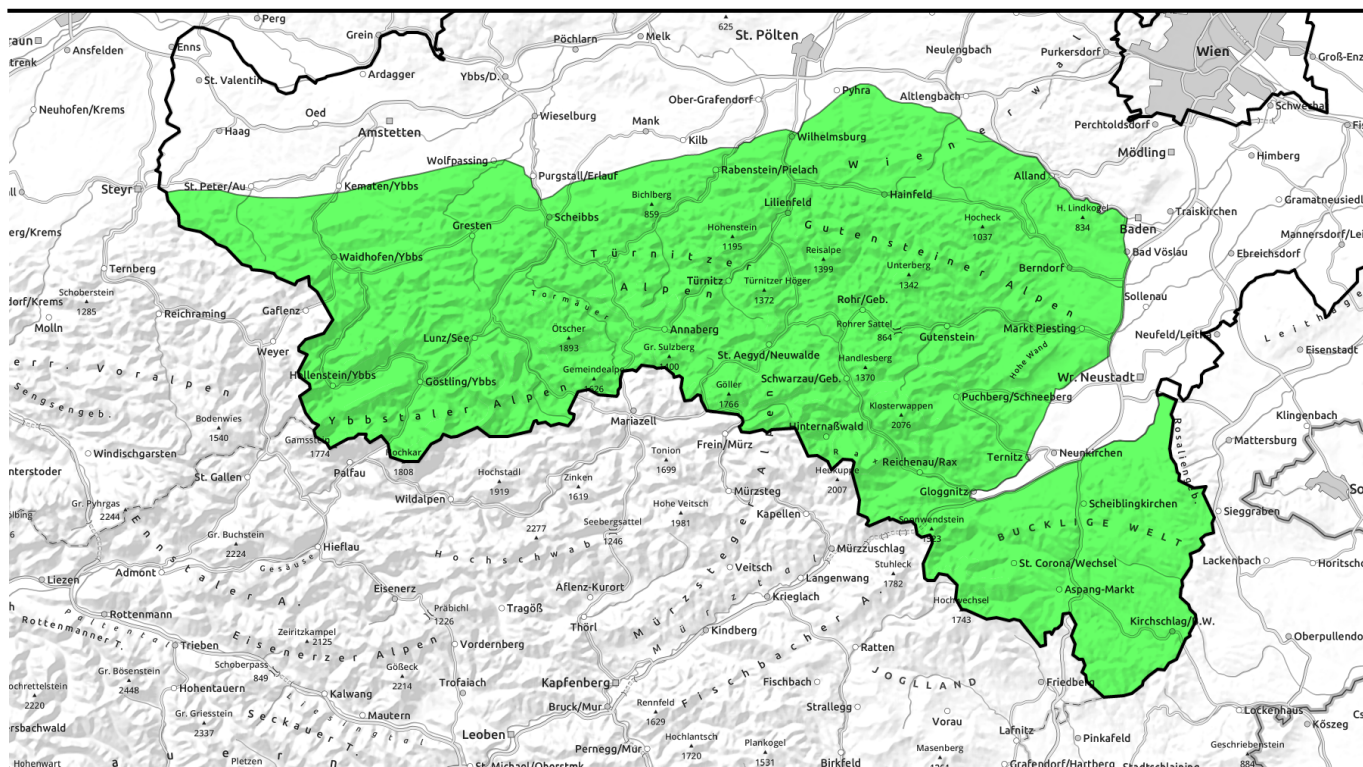 Perg
Grein
Enns
Ansfelden
St. Valentin
Ardagger
Ybbs/D.
Pöchlarn
Melk
625
St. Pölten
Neulengbach
Purkersdorf
Wien
Neuhofen/Krems
Haag
Oed
Amstetten
Wieselburg
Mank
Kilb
Ober-Grafendorf
Pyhra
Altlengbach
Perchtoldsdorf
Mödling
Himberg
Wolfpassing
Purgstall/Erlauf
Wilhelmsburg
Wienerwal
Steyr
St. Peter/Au
Kematen/Ybbs
Rabenstein/Pielach
Hainfeld
Alland
Traiskirchen
Baden
Bichlberg
859
Lilienfeld
H. Lindkogel
834
Scheibbs
Gresten
Hohenstein
1195
Hocheck
1037
Reisalpe
1399
Bad Vöslau
Ebreichsdorf
Waidhofen/Ybbs
Türnitzer
Alpen
Gutensteiner
Alpen
Unterberg
1342
Berndorf
Ternberg
Schoberstein
1285
Molln
Reichraming
Gaflenz
Weyer
Tormäuer
Türnitz
Türnitzer Höger
1372
Rohr/Geb.
Rohrer Sattel
864
Gutenstein
Sollenau
Markt Piesting
Neufeld/Leitha
Eisenstadt
Lunz/See
Ötscher
1893
Annaberg
Gr. Sulzberg
1400
St. Aegyd/Neuwalde
Handlesberg
1370
Hohe Wand
Wr. Neustadt
Hollenstein/Ybbs
Göstling/Ybbs
Gemeindealpe
1626
Göller
1766
Schwarzau/Geb.
Puchberg/Schneeberg
Ybbstaler Alpen
Mariazell
Klosterwappen
2076
Klingenbach
Mattersburg
Rosaliengeb.
Sengsengeb.
Bodenwies
1540
Gamsstein
1774
Hochkar
1808
Palfau
Frein/Mürz
Hinternaßwald
Rax
Ternitz
Neunkirchen
Windischgarsten
St. Gallen
Wildalpen
Hochstadl
1919
Zinken
1619
Tonion
1699
Heukuppe
2007
Reichenau/Rax
Gloggnitz
Gr. Pyhrgas
2244
Hohe Veitsch
1981
Mürzsteg
Kapellen
Scheiblingkirchen
Sieggraben
Ennstaler A.
Gr. Buchstein
2224
Hieflau
Gesäuse
2277
Hochschwab
Seebergsattel
1246
Mürzsteger Al
Sonnwendstein
1523
BUCKLIGE WELT
Mürzzuschlag
Lackenbach
Liezen
Admont
Eisenerz
Aflenz-Kurort
Veitsch
Langenwang
Stuhleck
1782
St. Corona/Wechsel
Aspang-Markt
Rottenmann
Rottenmanner T.
Paltental
Präbichl
1226
Tragöß
Krieglach
Mürztal
Hochwechsel
1743
Zeiritzkampel
2125
Eisenerzer Alpen
Trieben
Vordernberg
Thörl
Kindberg
Kirchschlag/B.W.
Ratten
Schoberpass
849
Gr. Bösenstein
2448
Hohentauern
Gößeck
2214
Trofaiach
Kapfenberg
Fischbacher A.
Fischbach
JOGLLAND
Friedberg
2220
Kalwang
Liesingtal
Mautern
Bruck/Mur
Rennfeld
1629
Strallegg
Vorau
Lockenhaus
Kőszeg
Gr. Griesstein
2337
Seckauer T.
Leoben
Pernegg/Mur
Hochlantsch
1720
Plankogel
1531
Lafnitz
Pinkafeld
Masenberg
Geschriebenstein
884
Hohenwart
Pletzen
Birkfeld
Grafendorf/Hartberg